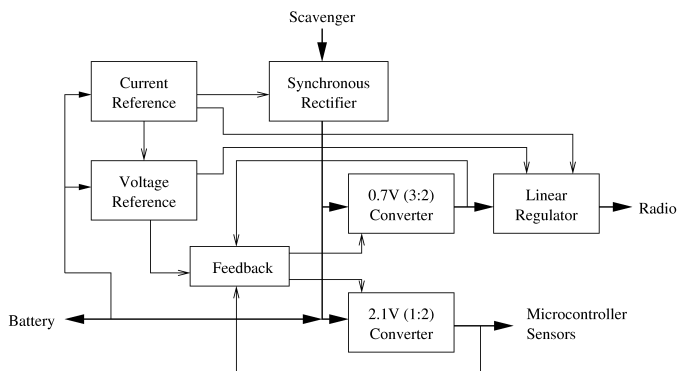 Scavenger
Current
Reference
Synchronous
Rectifier
Voltage
Reference
0.7V (3:2)
Converter
Linear
Regulator
Radio
Feedback
Battery
2.1V (1:2)
Converter
Microcontroller
Sensors